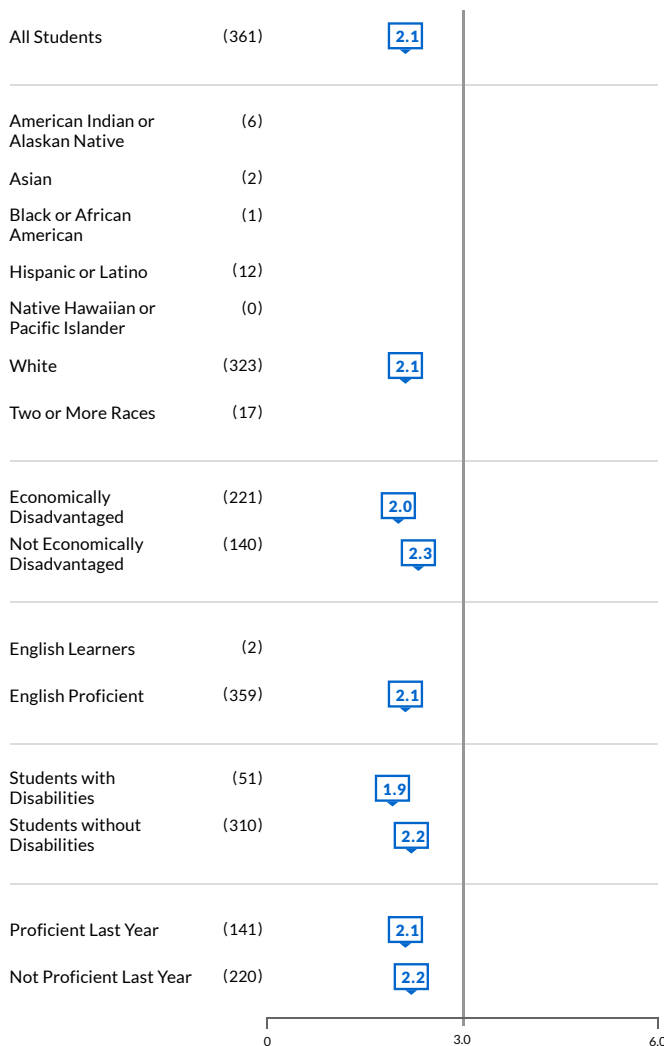 All Students (361) 2.1
American Indian or (6)
Alaskan Native
Asian (2)
Black or African (1)
American
Hispanic or Latino (12)
Native Hawaiian or (0)
Pacific Islander
White (323) 2.1
Two or More Races (17)
Economically (221) 2.0
Disadvantaged
Not Economically (140) 2.3
Disadvantaged
English Learners (2)
English Proficient (359) 2.1
Students with (51) 1.9
Disabilities
Students without (310) 2.2
Disabilities
Proficient Last Year (141) 2.1
Not Proficient Last Year (220) 2.2
0 3.0 6.0